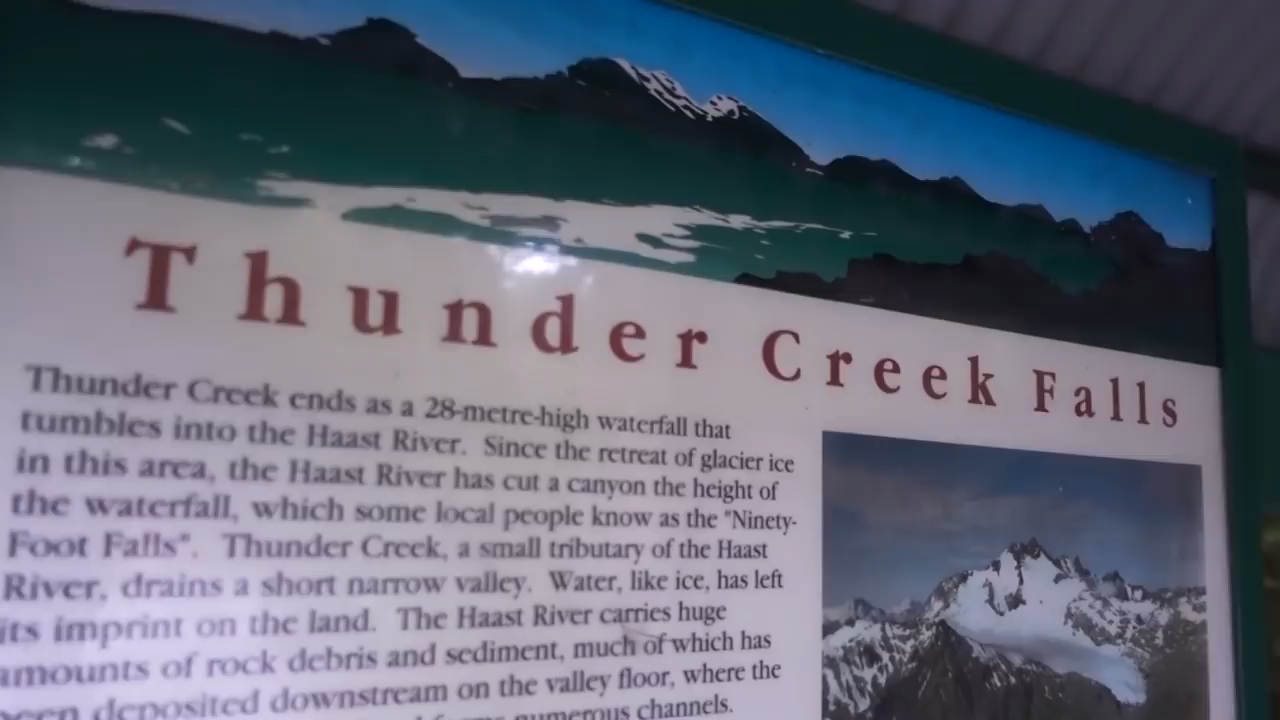 Thunder Creek Falls
Thunder Creek ends as a 28-metre-high waterfall that
tumbles into the Haast River. Since the retreat of glacier ice
in this area, the Haast River has cut a canyon the height of
the waterfall, which some local people know as the "Ninety-
Foot Falls". Thunder Creek, a small tributary of the Haast
River, drains a short narrow valley. Water, like ice, has left
its imprint on the land. The Haast River carries huge
amounts of rock debris and sediment, much of which has
been deposited downstream on the valley floor, where the
numerous channels.